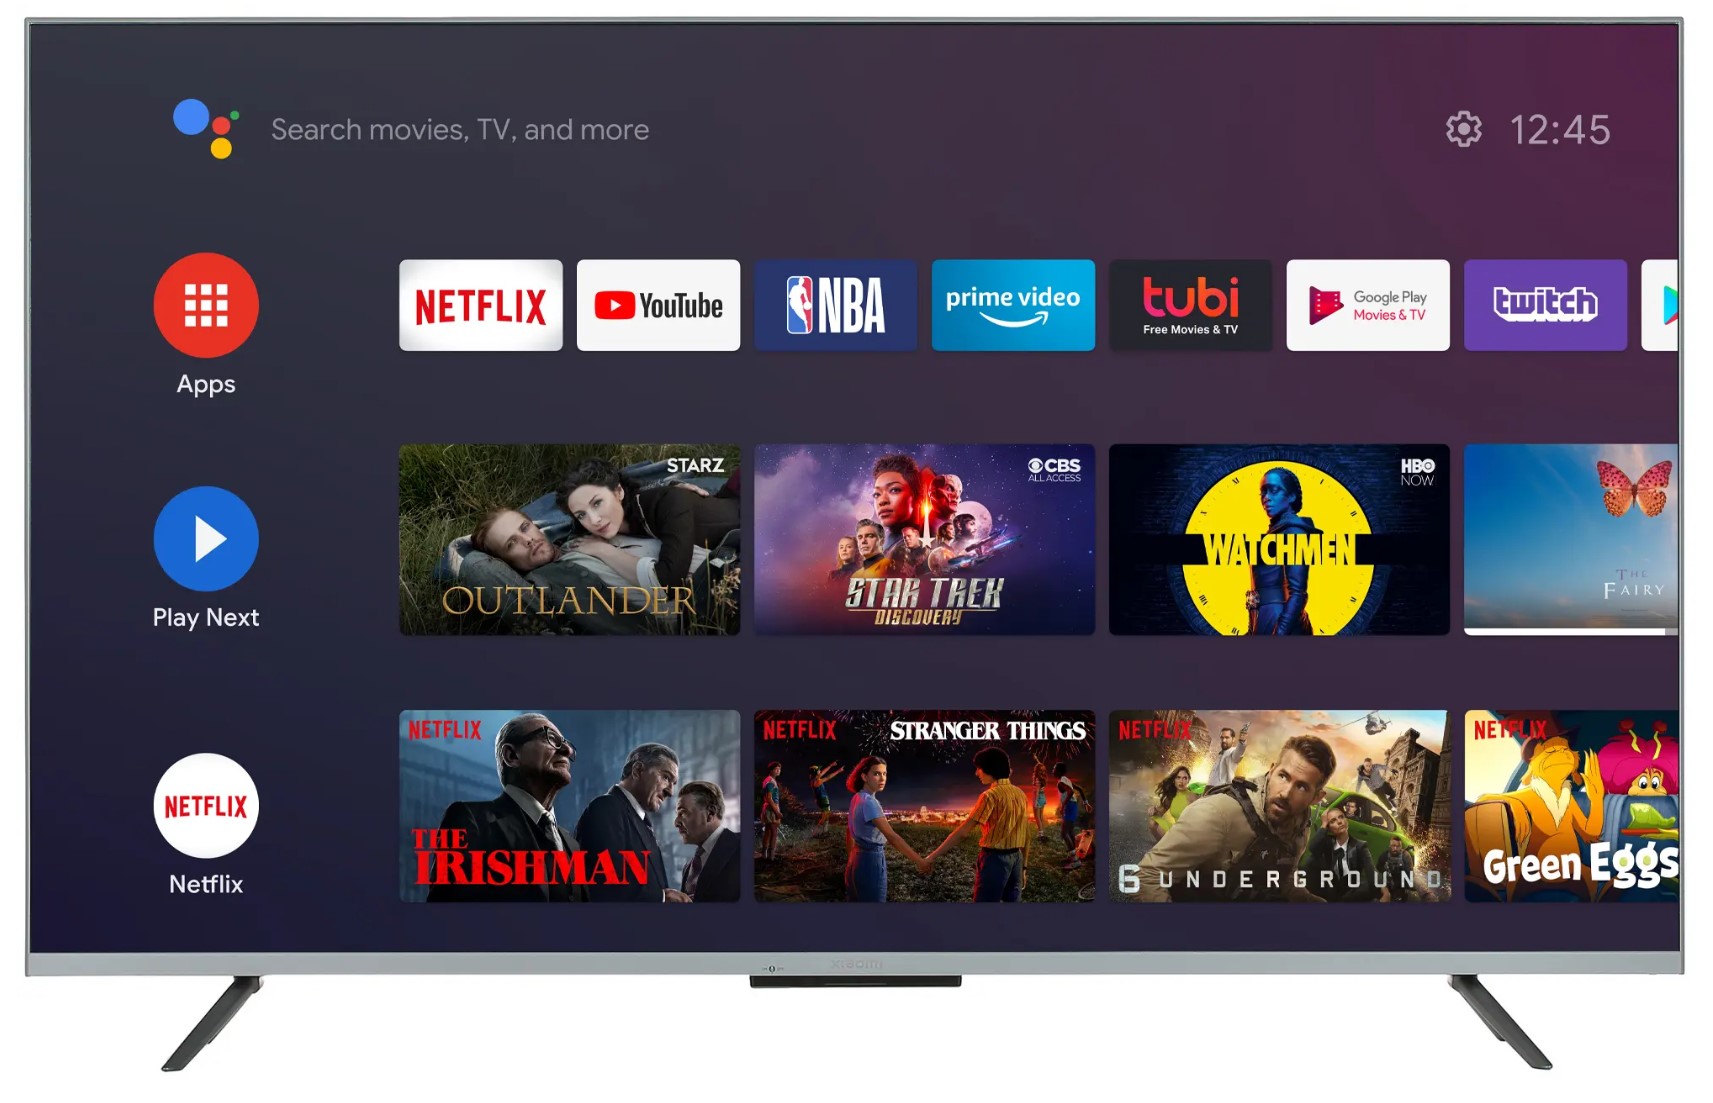 Search movies, TV, and more
12:45
Apps
NETFLIX
YouTube
NBA
prime video
tubi
Free Movies & TV
Google Play
Movies & TV
twitch
Play Next
STARZ
OUTLANDER
CBS
ALL ACCESS
STAR TREK
DISCOVERY
HBO
NOW
WATCHMEN
THE
FAIRY
NETFLIX
Netflix
NETFLIX
THE
IRISHMAN
NETFLIX
STRANGER THINGS
NETFLIX
6 UNDERGROUND
NETFLIX
Green Eggs
xiaomi